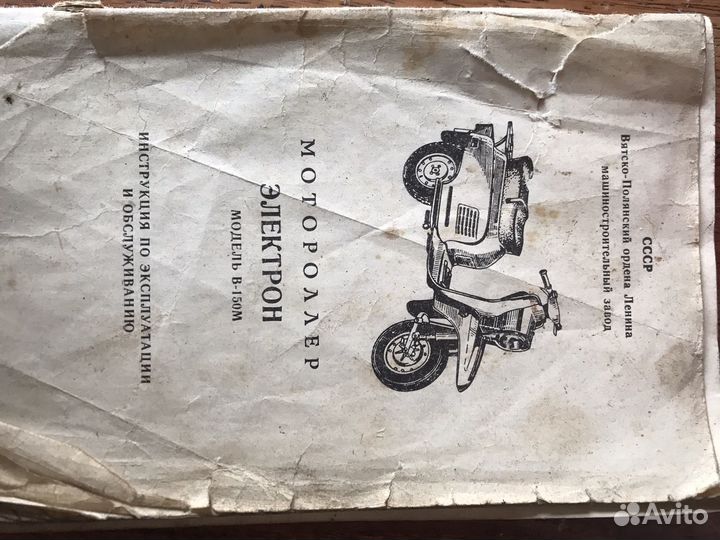 СССР
Вятско-Полянский ордена Ленина
машиностроительный завод
МОТОРОЛЛЕР
ЭЛЕКТРОН
МОДЕЛЬ В-150М
ИНСТРУКЦИЯ ПО ЭКСПЛУАТАЦИИ
И ОБСЛУЖИВАНИЮ
Avito